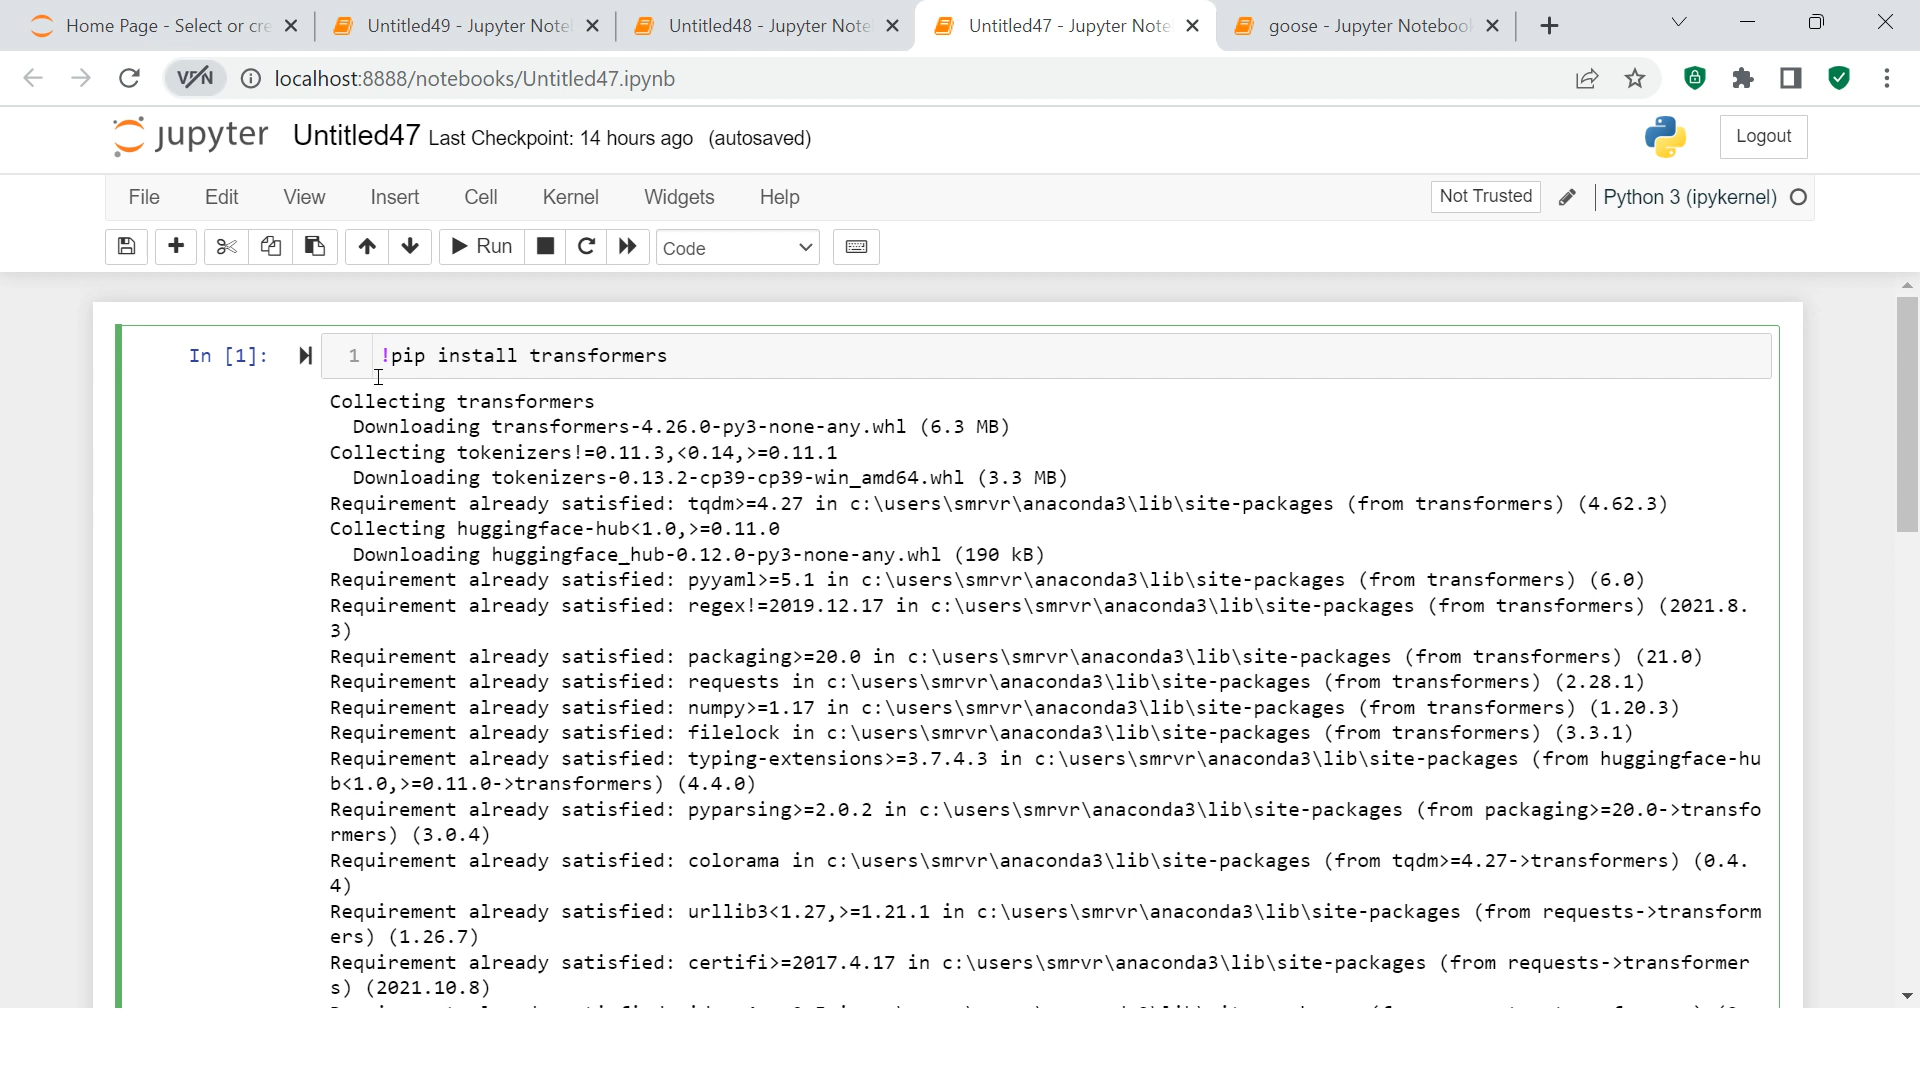 Home Page - Select or cre
Untitled49 - Jupyter Note
Untitled48 - Jupyter Note
Untitled47 - Jupyter Note
goose - Jupyter Notebook
VPN
localhost:8888/notebooks/Untitled47.ipynb
jupyter Untitled47 Last Checkpoint: 14 hours ago (autosaved)
Logout
File Edit View Insert Cell Kernel Widgets Help
Not Trusted
Python 3 (ipykernel)
Run
Code
In [1]: 1 !pip install transformers
Collecting transformers
Downloading transformers-4.26.0-py3-none-any.whl (6.3 MB)
Collecting tokenizers!=0.11.3,<0.14,>=0.11.1
Downloading tokenizers-0.13.2-cp39-cp39-win_amd64.whl (3.3 MB)
Requirement already satisfied: tqdm>=4.27 in c:\users\smrvr\anaconda3\lib\site-packages (from transformers) (4.62.3)
Collecting huggingface-hub<1.0,>=0.11.0
Downloading huggingface_hub-0.12.0-py3-none-any.whl (190 kB)
Requirement already satisfied: pyyaml>=5.1 in c:\users\smrvr\anaconda3\lib\site-packages (from transformers) (6.0)
Requirement already satisfied: regex!=2019.12.17 in c:\users\smrvr\anaconda3\lib\site-packages (from transformers) (2021.8.
3)
Requirement already satisfied: packaging>=20.0 in c:\users\smrvr\anaconda3\lib\site-packages (from transformers) (21.0)
Requirement already satisfied: requests in c:\users\smrvr\anaconda3\lib\site-packages (from transformers) (2.28.1)
Requirement already satisfied: numpy>=1.17 in c:\users\smrvr\anaconda3\lib\site-packages (from transformers) (1.20.3)
Requirement already satisfied: filelock in c:\users\smrvr\anaconda3\lib\site-packages (from transformers) (3.3.1)
Requirement already satisfied: typing-extensions>=3.7.4.3 in c:\users\smrvr\anaconda3\lib\site-packages (from huggingface-hu
b<1.0,>=0.11.0->transformers) (4.4.0)
Requirement already satisfied: pyparsing>=2.0.2 in c:\users\smrvr\anaconda3\lib\site-packages (from packaging>=20.0->transfo
rmers) (3.0.4)
Requirement already satisfied: colorama in c:\users\smrvr\anaconda3\lib\site-packages (from tqdm>=4.27->transformers) (0.4.
4)
Requirement already satisfied: urllib3<1.27,>=1.21.1 in c:\users\smrvr\anaconda3\lib\site-packages (from requests->transform
ers) (1.26.7)
Requirement already satisfied: certifi>=2017.4.17 in c:\users\smrvr\anaconda3\lib\site-packages (from requests->transformer
s) (2021.10.8)